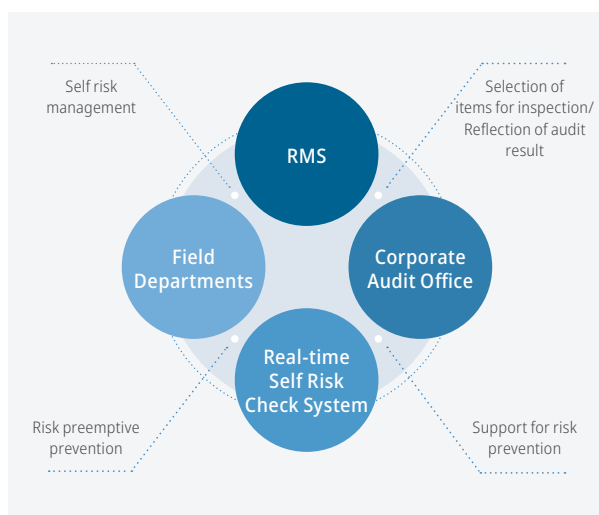 Self risk
management
Selection of
items for inspection/
Reflection of audit
result
RMS
Field
Departments
Corporate
Audit Office
Real-time
Self Risk
Check System
Risk preemptive
prevention
Support for risk
prevention